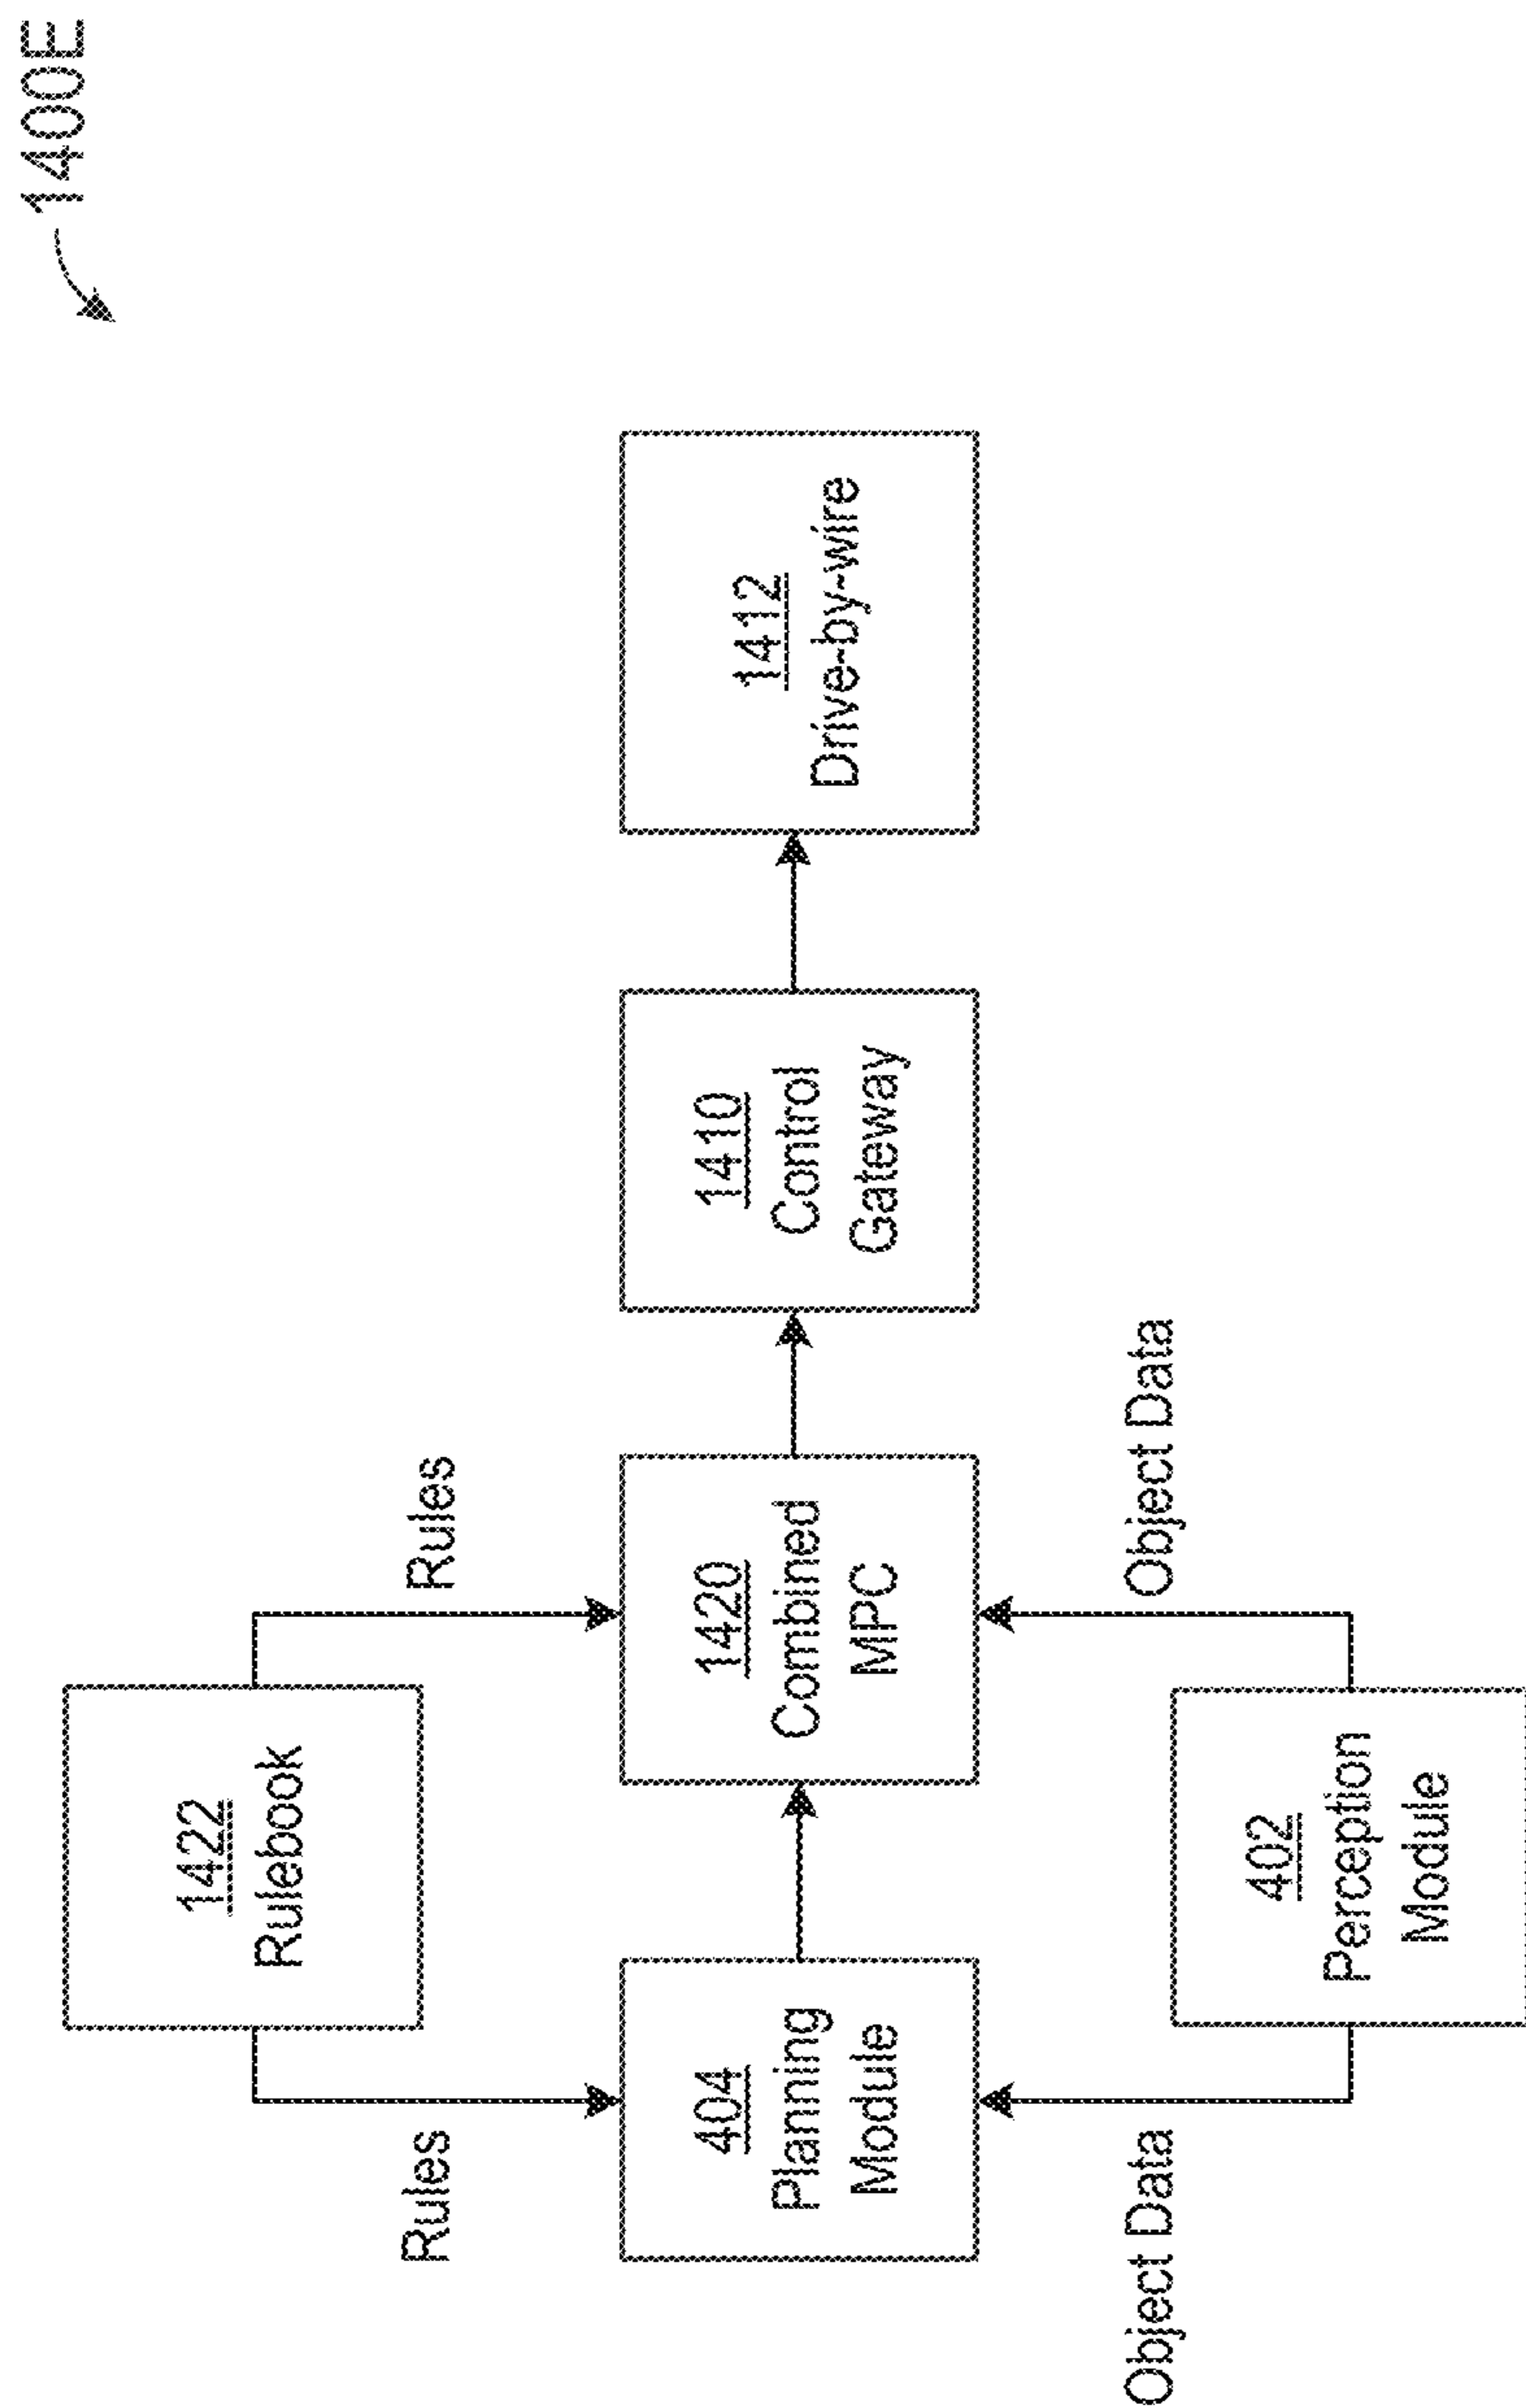 1400E
1422
Rulebook
Rules
Rules
404
Planning
Module
1420
Combined
MPC
1410
Control
Gateway
1412
Drive-by-wire
Object Data
Object Data
402
Perception
Module